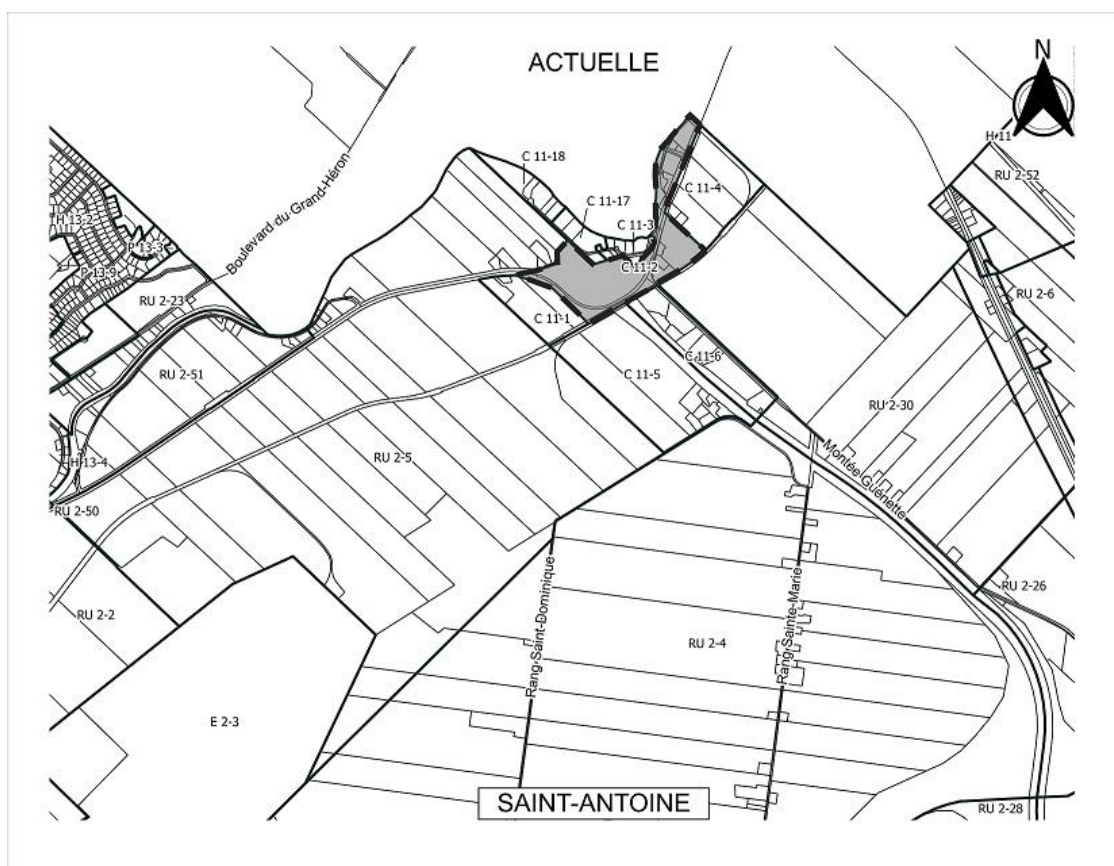 ACTUELLE
N
H 11
RU 2-52
C 11-18
C 11-4
C 11-17
C 11-3
H 13-2
Boulevard du Grand-Héron
P 13-3
C 11-2
P 13-9
RU 2-6
RU 2-23
C 11-1
C 11-6
RU 2-51
C 11-5
RU 2-30
RU 2-5
Montée Guénette
H 13-4
RU 2-50
Rang Saint-Dominique
Rang Sainte-Marie
RU 2-26
RU 2-2
RU 2-4
E 2-3
SAINT-ANTOINE
RU 2-28